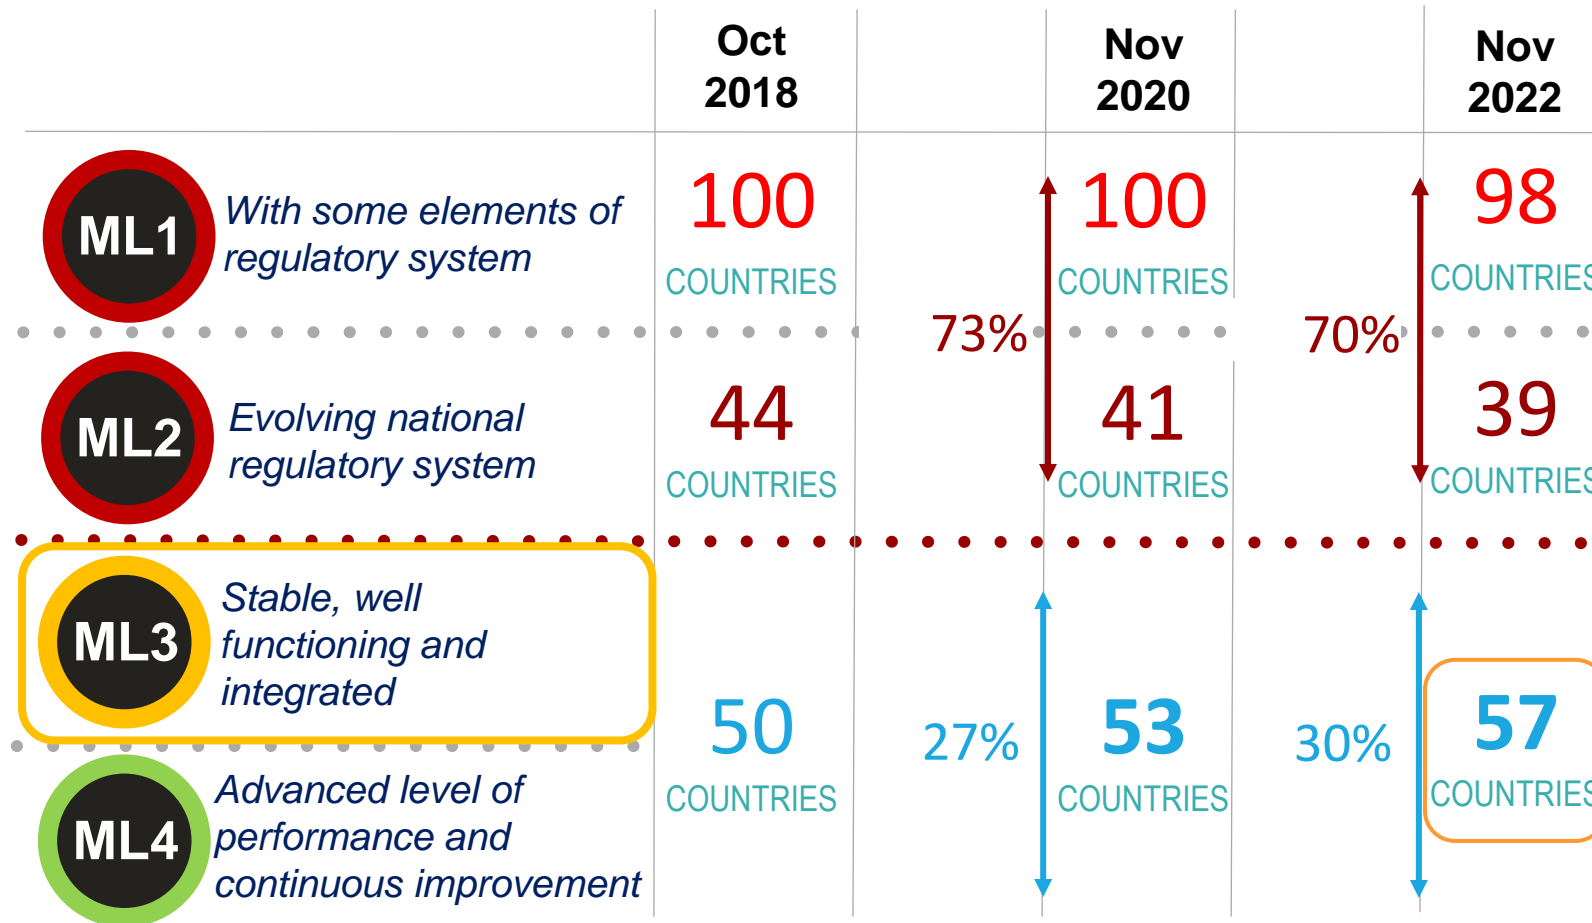 Oct
2018
Nov
2020
Nov
2022
ML1
With some elements of
regulatory system
100
COUNTRIES
100
COUNTRIES
98
COUNTRIES
73%
70%
ML2
Evolving national
regulatory system
44
COUNTRIES
41
COUNTRIES
39
COUNTRIES
ML3
Stable, well
functioning and
integrated
50
COUNTRIES
27%
53
COUNTRIES
30%
57
COUNTRIES
ML4
Advanced level of
performance and
continuous improvement